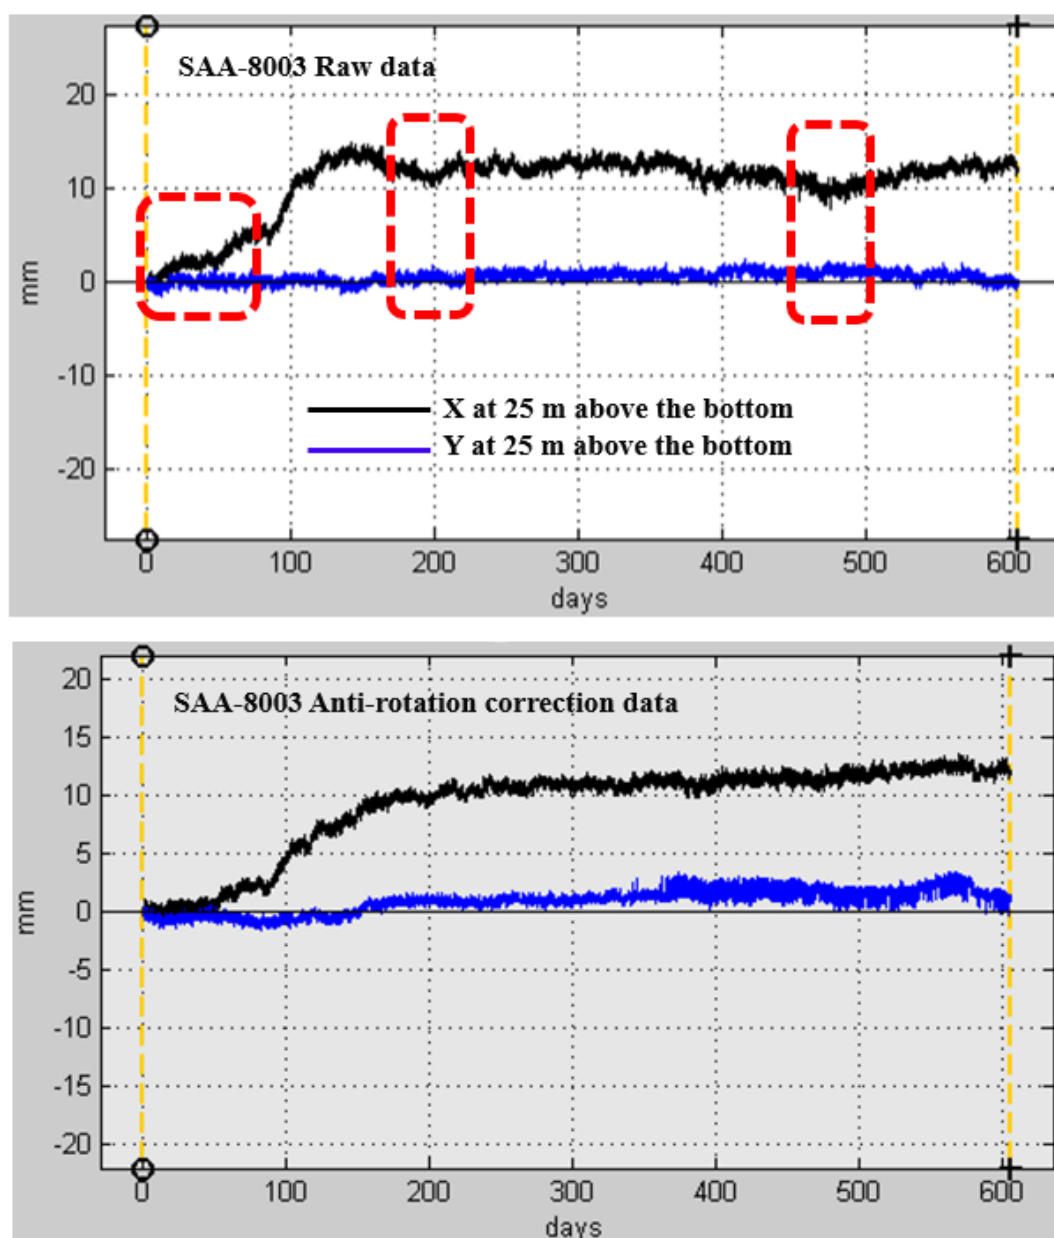 SAA-8003 Raw data
20
10
0
-10
-20
mm
X at 25 m above the bottom
Y at 25 m above the bottom
0 100 200 300 400 500 600
days
SAA-8003 Anti-rotation correction data
20
15
10
5
0
-5
-10
-15
-20
mm
0 100 200 300 400 500 600
days